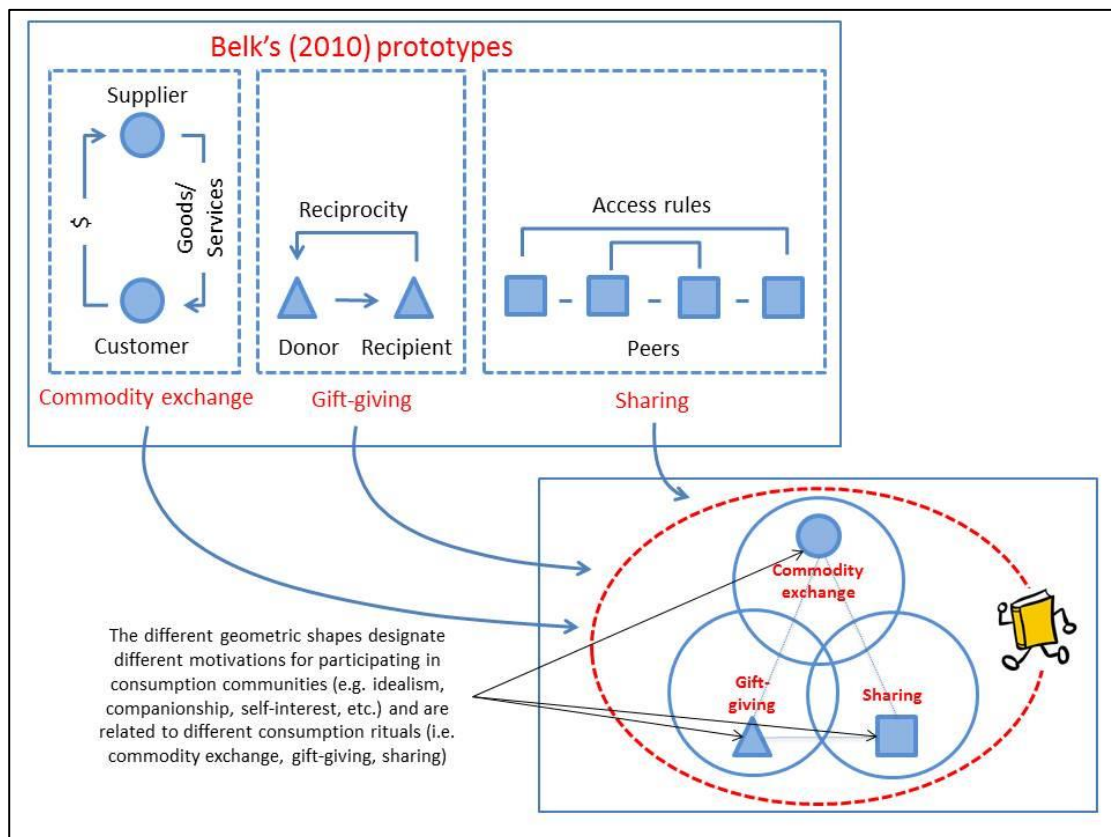 Belk's (2010) prototypes
Supplier
$
Goods/
Services
Customer
Commodity exchange
Reciprocity
Donor
Recipient
Gift-giving
Access rules
Peers
Sharing
Commodity
exchange
Gift-
giving
Sharing
The different geometric shapes designate
different motivations for participating in
consumption communities (e.g. idealism,
companionship, self-interest, etc.) and are
related to different consumption rituals (i.e.
commodity exchange, gift-giving, sharing)